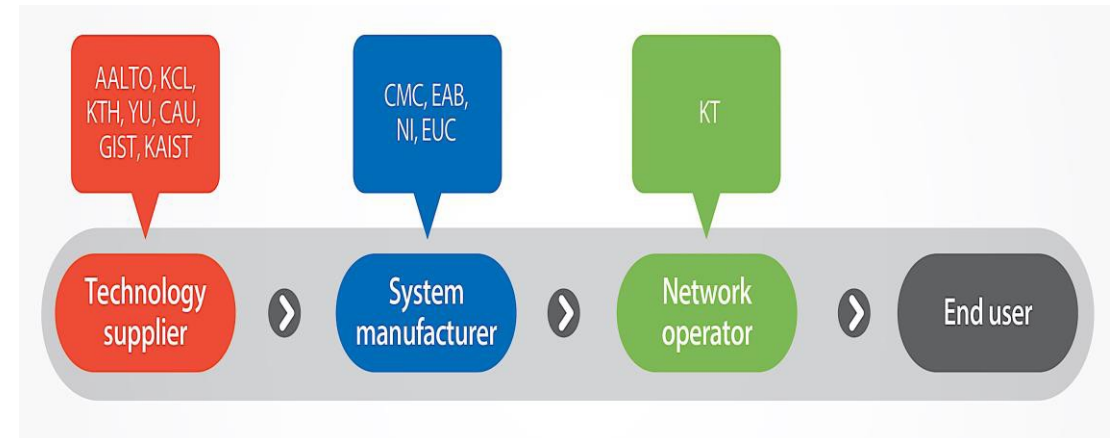 AALTO, KCL,
KTH, YU, CAU,
GIST, KAIST
CMC, EAB,
NI, EUC
KT
Technology
supplier
System
manufacturer
Network
operator
End user